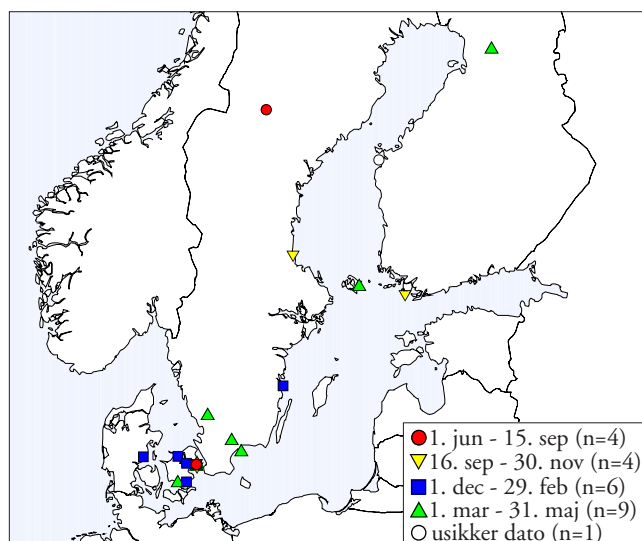 1. jun - 15. sep (n=4)
16. sep - 30. nov (n=4)
1. dec - 29. feb (n=6)
1. mar - 31. maj (n=9)
usikker dato (n=1)